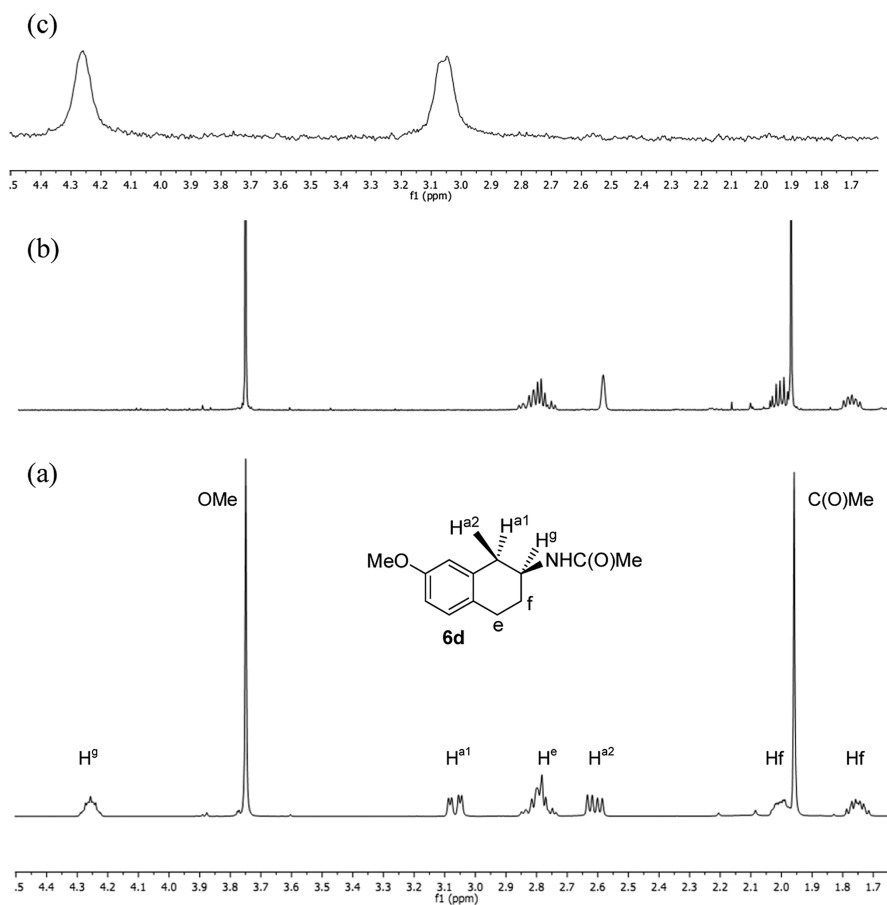 (c)
.5 4.4 4.3 4.2 4.1 4.0 3.9 3.8 3.7 3.6 3.5 3.4 3.3 3.2 3.1 3.0 2.9 2.8 2.7 2.6 2.5 2.4 2.3 2.2 2.1 2.0 1.9 1.8 1.7
f1 (ppm)
(b)
(a)
OMe
C(O)Me
Ha2
Ha1
Hg
MeO
NHC(O)Me
f
e
6d
Hg
Ha1
He
Ha2
Hf
Hf
.5 4.4 4.3 4.2 4.1 4.0 3.9 3.8 3.7 3.6 3.5 3.4 3.3 3.2 3.1 3.0 2.9 2.8 2.7 2.6 2.5 2.4 2.3 2.2 2.1 2.0 1.9 1.8 1.7
f1 (ppm)